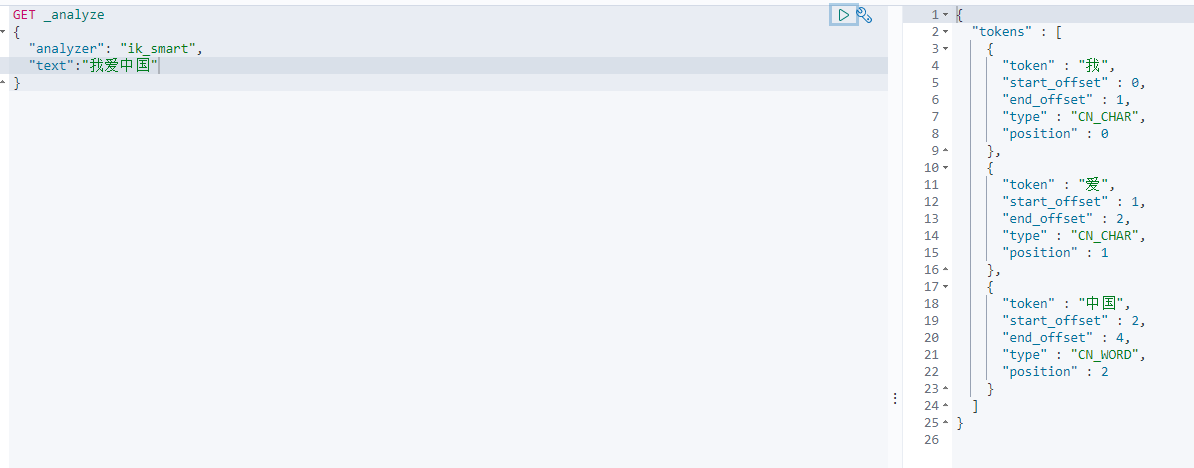 GET _analyze
{
  "analyzer": "ik_smart",
  "text":"我爱中国"
}
1 {
2   "tokens" : [
3     {
4       "token" : "我",
5       "start_offset" : 0,
6       "end_offset" : 1,
7       "type" : "CN_CHAR",
8       "position" : 0
9     },
10     {
11       "token" : "爱",
12       "start_offset" : 1,
13       "end_offset" : 2,
14       "type" : "CN_CHAR",
15       "position" : 1
16     },
17     {
18       "token" : "中国",
19       "start_offset" : 2,
20       "end_offset" : 4,
21       "type" : "CN_WORD",
22       "position" : 2
23     }
24   ]
25 }
26